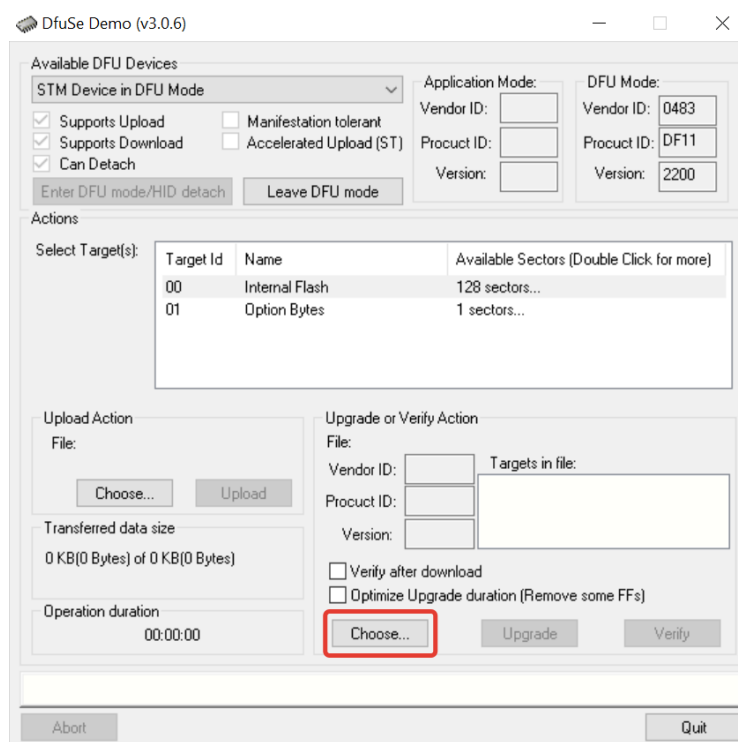 DfuSe Demo (v3.0.6)
Available DFU Devices
STM Device in DFU Mode
Supports Upload
Manifestation tolerant
Supports Download
Accelerated Upload (ST)
Can Detach
Enter DFU mode/HID detach
Leave DFU mode
Application Mode:
Vendor ID:
Procuct ID:
Version:
DFU Mode:
Vendor ID: 0483
Procuct ID: DF11
Version: 2200
Actions
Select Target(s):
Target Id Name Available Sectors (Double Click for more)
00 Internal Flash 128 sectors...
01 Option Bytes 1 sectors...
Upload Action
File:
Choose... Upload
Transferred data size
0 KB(0 Bytes) of 0 KB(0 Bytes)
Operation duration
00:00:00
Upgrade or Verify Action
File:
Vendor ID:
Procuct ID:
Version:
Targets in file:
Verify after download
Optimize Upgrade duration (Remove some FFs)
Choose... Upgrade Verify
Abort Quit